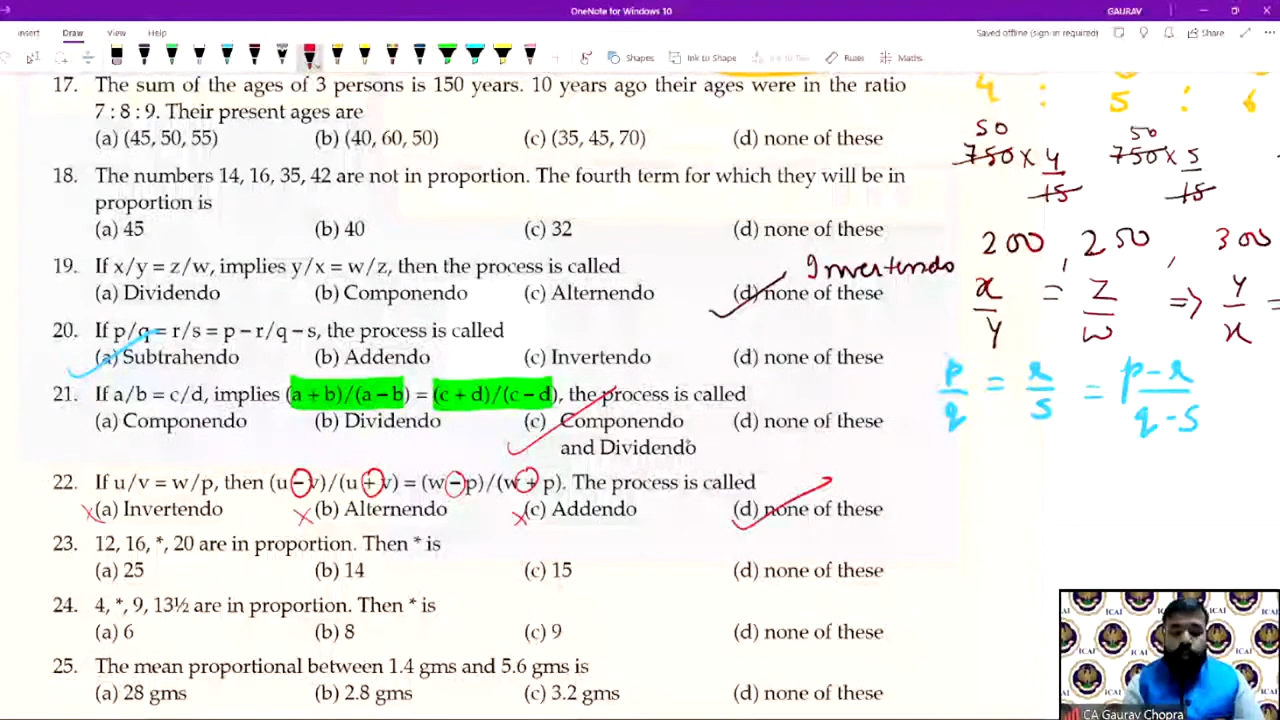 OneNote for Windows 10
GAURAV
Insert Draw View Help
Saved offline (sign in required) Share
Shapes Ink to Shape Ruler Maths
17. The sum of the ages of 3 persons is 150 years. 10 years ago their ages were in the ratio
7 : 8 : 9. Their present ages are
(a) (45, 50, 55) (b) (40, 60, 50) (c) (35, 45, 70) (d) none of these
18. The numbers 14, 16, 35, 42 are not in proportion. The fourth term for which they will be in
proportion is
(a) 45 (b) 40 (c) 32 (d) none of these
19. If x/y = z/w, implies y/x = w/z, then the process is called
(a) Dividendo (b) Componendo (c) Alternendo (d) none of these
Invertendo
20. If p/q = r/s = p – r/q – s, the process is called
(a) Subtrahendo (b) Addendo (c) Invertendo (d) none of these
21. If a/b = c/d, implies (a + b)/(a – b) = (c + d)/(c – d), the process is called
(a) Componendo (b) Dividendo (c) Componendo (d) none of these
and Dividendo
22. If u/v = w/p, then (u – v)/(u + v) = (w – p)/(w + p). The process is called
(a) Invertendo (b) Alternendo (c) Addendo (d) none of these
23. 12, 16, *, 20 are in proportion. Then * is
(a) 25 (b) 14 (c) 15 (d) none of these
24. 4, *, 9, 13½ are in proportion. Then * is
(a) 6 (b) 8 (c) 9 (d) none of these
25. The mean proportional between 1.4 gms and 5.6 gms is
(a) 28 gms (b) 2.8 gms (c) 3.2 gms (d) none of these
4 : 5 : 6
50 50
750 × 4/15 750 × 5/15
200, 250, 300
x/y = z/w => y/x =
p/q = r/s = p-r/q-s
ICAI
CA Gaurav Chopra